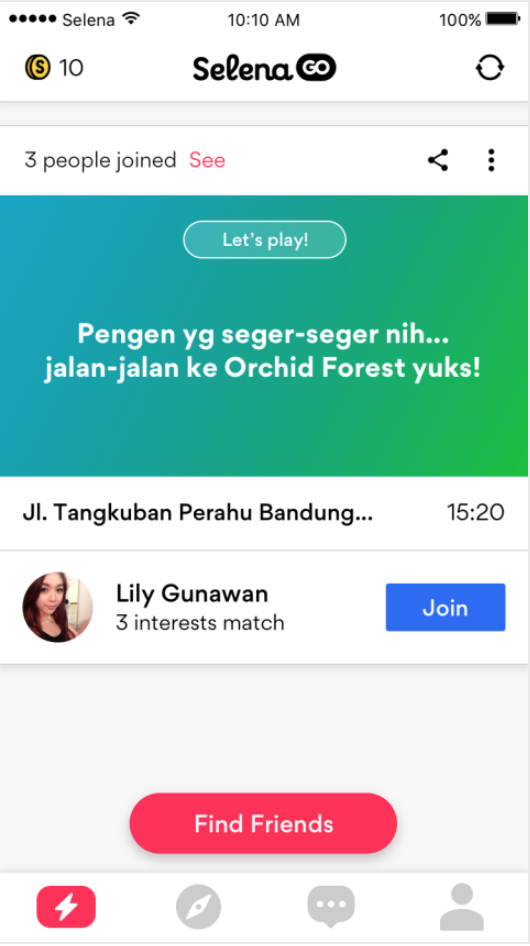 Selena
10:10 AM
100%
10
Selena GO
3 people joined See
Let's play!
Pengen yg seger-seger nih...
jalan-jalan ke Orchid Forest yuks!
Jl. Tangkuban Perahu Bandung...
15:20
Lily Gunawan
3 interests match
Join
Find Friends